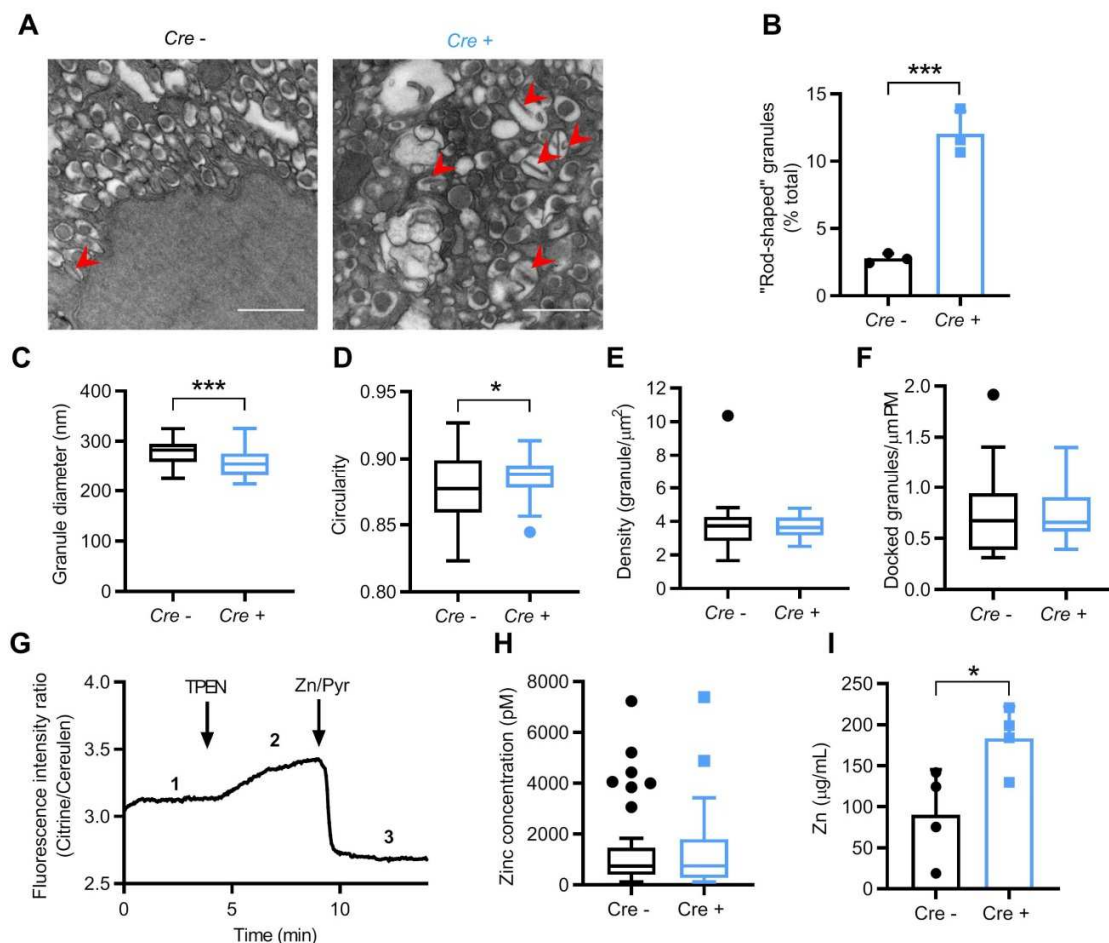 A
Cre -
Cre +
B
***
"Rod-shaped" granules
(% total)
15
10
5
0
Cre -
Cre +
C
***
Granule diameter (nm)
400
300
200
100
0
Cre -
Cre +
D
*
Circularity
0.95
0.90
0.85
0.80
Cre -
Cre +
E
Density (granule/μm²)
12
10
8
6
4
2
0
Cre -
Cre +
F
Docked granules/μm PM
2.0
1.5
1.0
0.5
0.0
Cre -
Cre +
G
Fluorescence intensity ratio
(Citrine/Cereulen)
4.0
3.5
3.0
2.5
TPEN
Zn/Pyr
1
2
3
0
5
10
Time (min)
H
Zinc concentration (pM)
8000
6000
4000
2000
0
Cre -
Cre +
I
*
Zn (μg/mL)
250
200
150
100
50
0
Cre -
Cre +